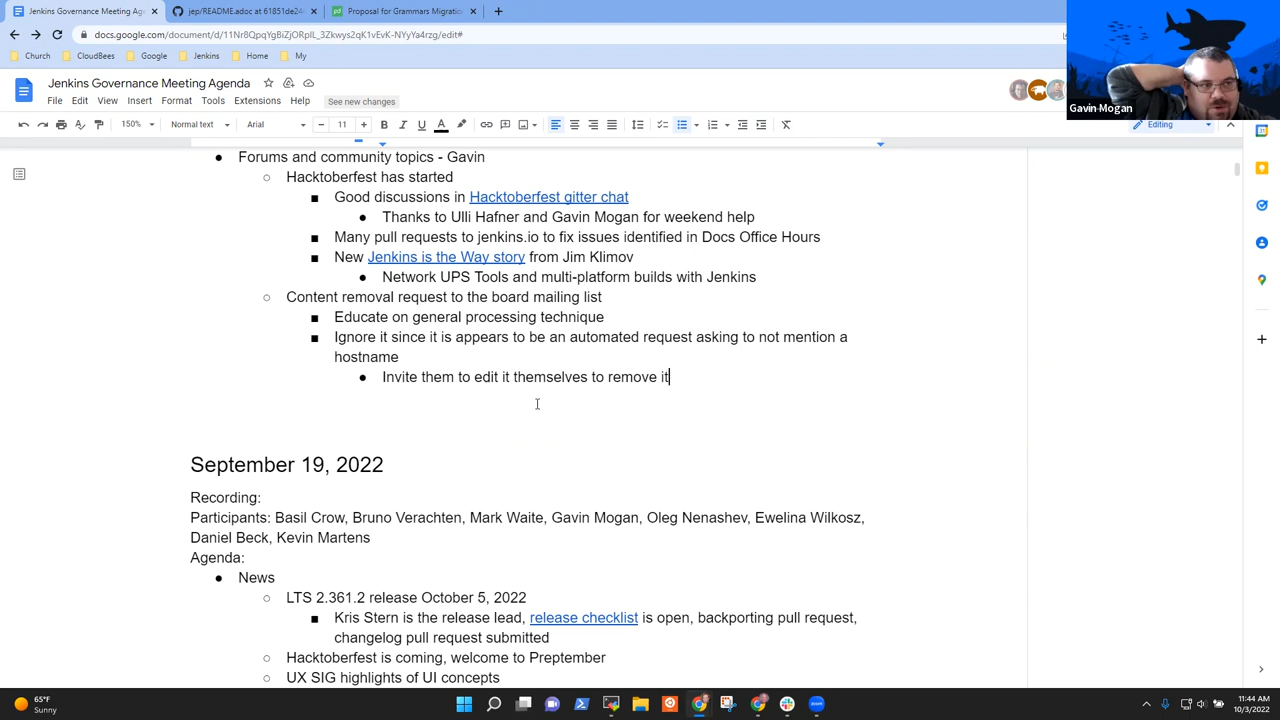 Jenkins Governance Meeting Age
jep/README.adoc at 61851de24
Proposal for Grammars Migratio
docs.google.com/document/d/11Nr8QpqYgBiZjORpIL_3Zkwys2qK1vEvK-NYyYa4rzg/edit#
Church CloudBees Google Jenkins Home My
Jenkins Governance Meeting Agenda
File Edit View Insert Format Tools Extensions Help See new changes
150% Normal text Arial 11 Editing
Gavin Mogan
Forums and community topics - Gavin
Hacktoberfest has started
Good discussions in Hacktoberfest gitter chat
Thanks to Ulli Hafner and Gavin Mogan for weekend help
Many pull requests to jenkins.io to fix issues identified in Docs Office Hours
New Jenkins is the Way story from Jim Klimov
Network UPS Tools and multi-platform builds with Jenkins
Content removal request to the board mailing list
Educate on general processing technique
Ignore it since it is appears to be an automated request asking to not mention a
hostname
Invite them to edit it themselves to remove it
September 19, 2022
Recording:
Participants: Basil Crow, Bruno Verachten, Mark Waite, Gavin Mogan, Oleg Nenashev, Ewelina Wilkosz,
Daniel Beck, Kevin Martens
Agenda:
News
LTS 2.361.2 release October 5, 2022
Kris Stern is the release lead, release checklist is open, backporting pull request,
changelog pull request submitted
Hacktoberfest is coming, welcome to Preptember
UX SIG highlights of UI concepts
65°F
Sunny
11:44 AM
10/3/2022